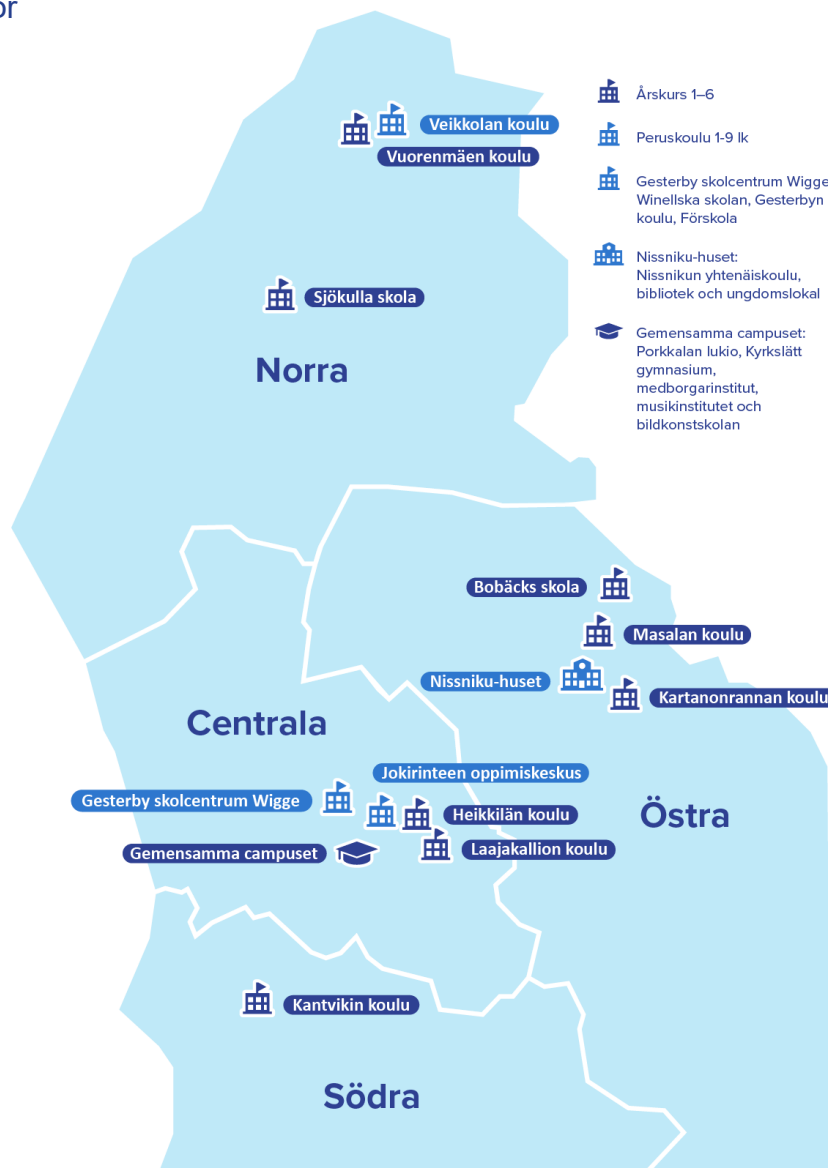 or
Årskurs 1–6
Peruskoulu 1-9 lk
Gesterby skolcentrum Wigge
Winellska skolan, Gesterbyn
koulu, Förskola
Nissniku-huset:
Nissnikun yhtenäiskoulu,
bibliotek och ungdomslokal
Gemensamma campuset:
Porkkalan lukio, Kyrkslätt
gymnasium,
medborgarinstitut,
musikinstitutet och
bildkonstskolan
Veikkolan koulu
Vuorenmäen koulu
Sjökulla skola
Norra
Bobäcks skola
Masalan koulu
Nissniku-huset
Kartanonrannan koulu
Centrala
Jokirinteen oppimiskeskus
Gesterby skolcentrum Wigge
Heikkilän koulu
Östra
Gemensamma campuset
Laajakallion koulu
Kantvikin koulu
Södra